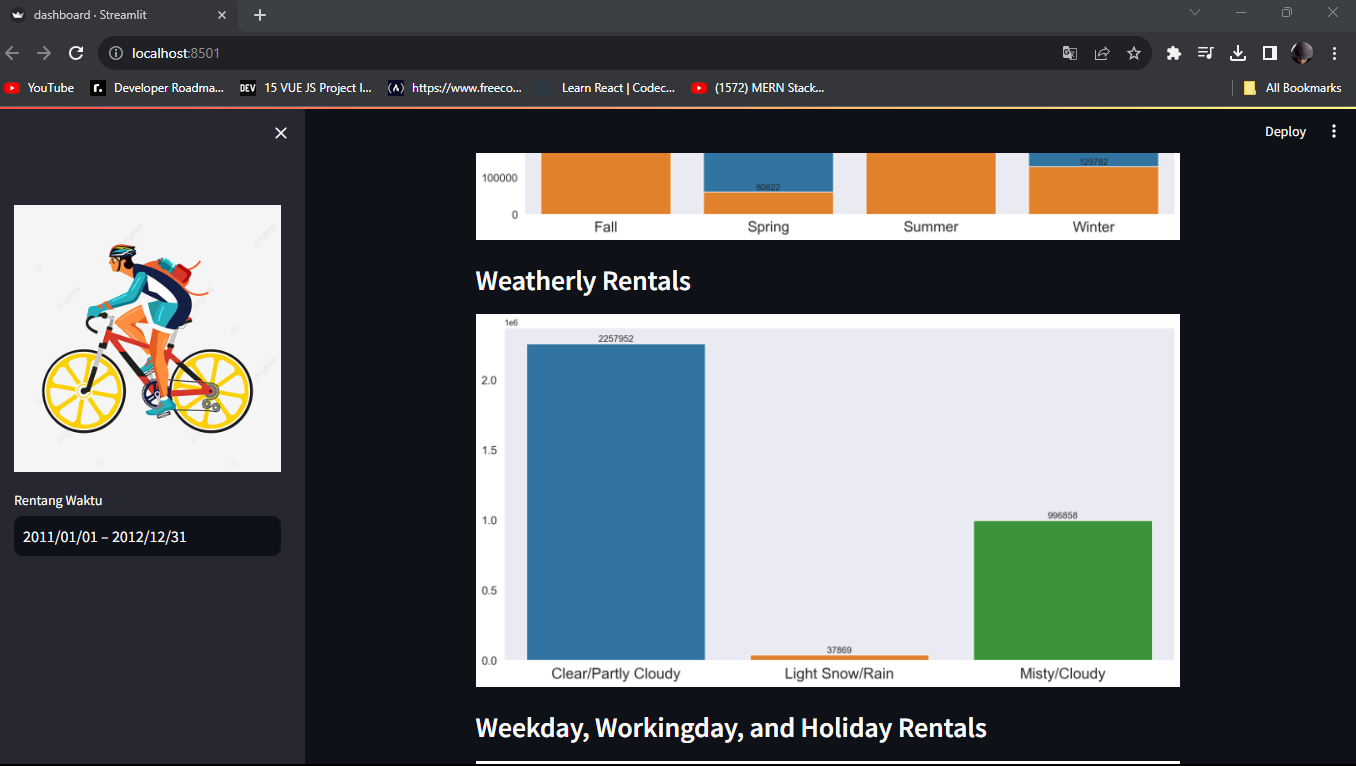 dashboard · Streamlit
localhost:8501
YouTube
Developer Roadma...
15 VUE JS Project I...
https://www.freeco...
Learn React | Codec...
(1572) MERN Stack...
All Bookmarks
Deploy
Rentang Waktu
2011/01/01 – 2012/12/31
100000
0
60622
129782
Fall Spring Summer Winter
Weatherly Rentals
1e6
2257952
2.0
1.5
1.0
996858
0.5
37869
0.0
Clear/Partly Cloudy Light Snow/Rain Misty/Cloudy
Weekday, Workingday, and Holiday Rentals